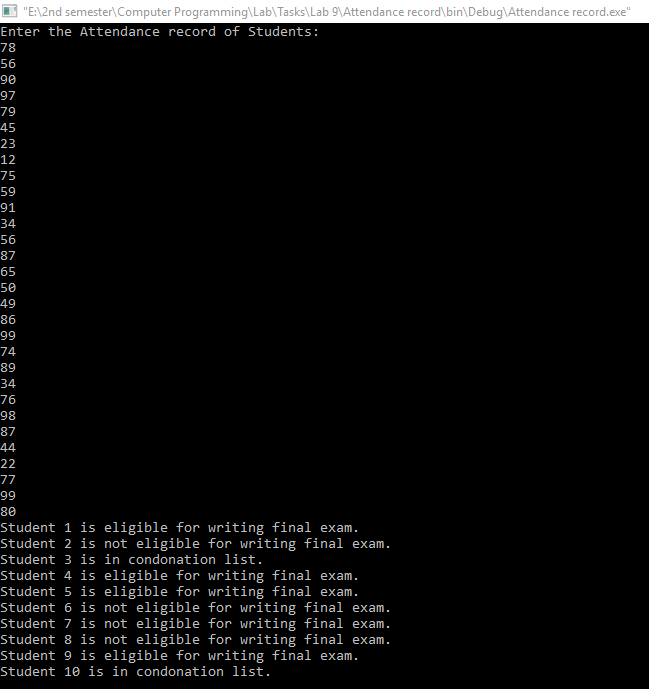 "E:\2nd semester\Computer Programming\Lab\Tasks\Lab 9\Attendance record\bin\Debug\Attendance record.exe"
Enter the Attendance record of Students:
78
56
90
97
79
45
23
12
75
59
91
34
56
87
65
50
49
86
99
74
89
34
76
98
87
44
22
77
99
80
Student 1 is eligible for writing final exam.
Student 2 is not eligible for writing final exam.
Student 3 is in condonation list.
Student 4 is eligible for writing final exam.
Student 5 is eligible for writing final exam.
Student 6 is not eligible for writing final exam.
Student 7 is not eligible for writing final exam.
Student 8 is not eligible for writing final exam.
Student 9 is eligible for writing final exam.
Student 10 is in condonation list.